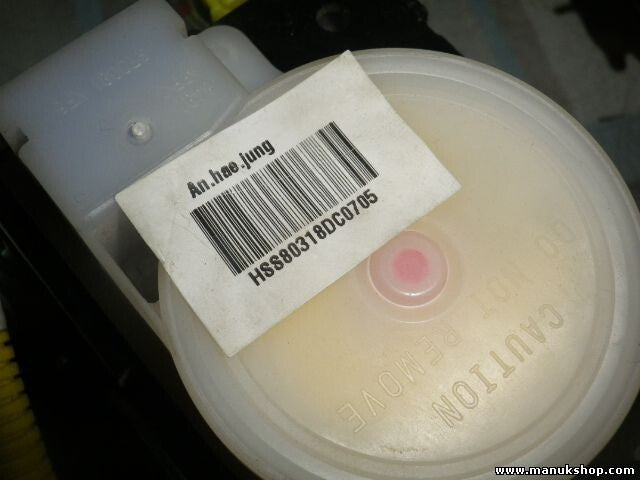 An.hae.jung
HSS80318DC0705
CAUTION
DO NOT REMOVE
www.manukshop.com